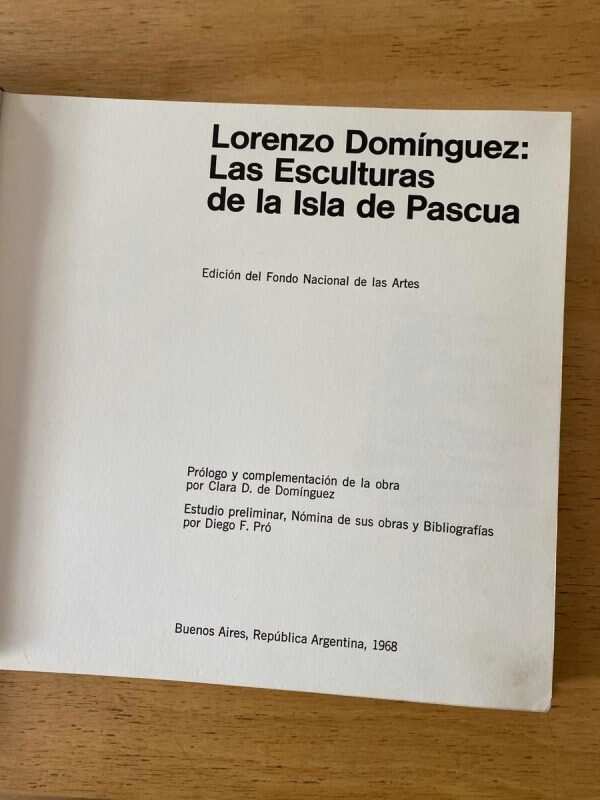 Lorenzo Domínguez:
Las Esculturas
de la Isla de Pascua
Edición del Fondo Nacional de las Artes
Prólogo y complementación de la obra
por Clara D. de Domínguez
Estudio preliminar, Nómina de sus obras y Bibliografías
por Diego F. Pró
Buenos Aires, República Argentina, 1968